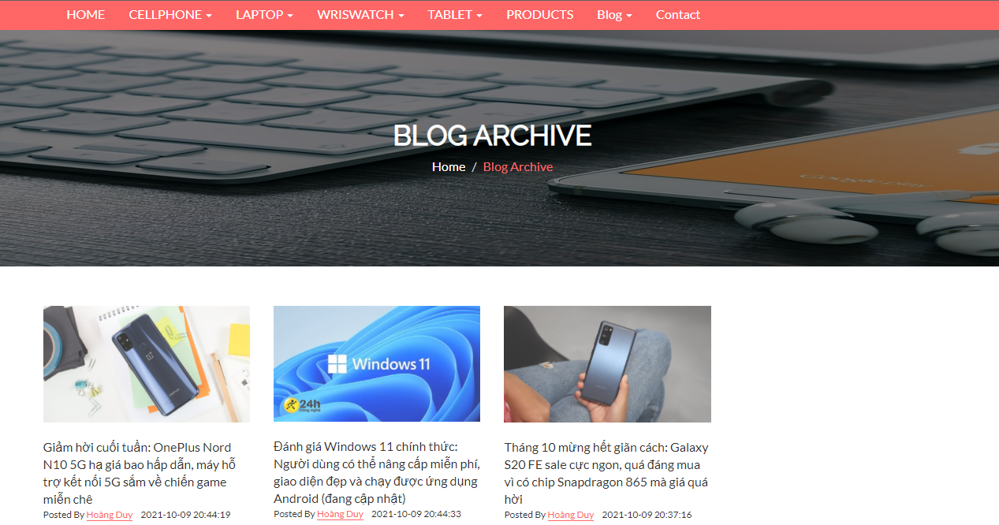 HOME CELLPHONE LAPTOP WRISWATCH TABLET PRODUCTS Blog Contact
BLOG ARCHIVE
Home / Blog Archive
Google play
Windows 11
24h
Công nghệ
Giảm hời cuối tuần: OnePlus Nord
N10 5G hạ giá bao hấp dẫn, máy hỗ
trợ kết nối 5G sắm về chiến game
miễn chê
Posted By Hoàng Duy 2021-10-09 20:44:19
Đánh giá Windows 11 chính thức:
Người dùng có thể nâng cấp miễn phí,
giao diện đẹp và chạy được ứng dụng
Android (đang cập nhật)
Posted By Hoàng Duy 2021-10-09 20:44:33
Tháng 10 mừng hết giãn cách: Galaxy
S20 FE sale cực ngon, quá đáng mua
vì có chip Snapdragon 865 mà giá quá
hời
Posted By Hoàng Duy 2021-10-09 20:37:16